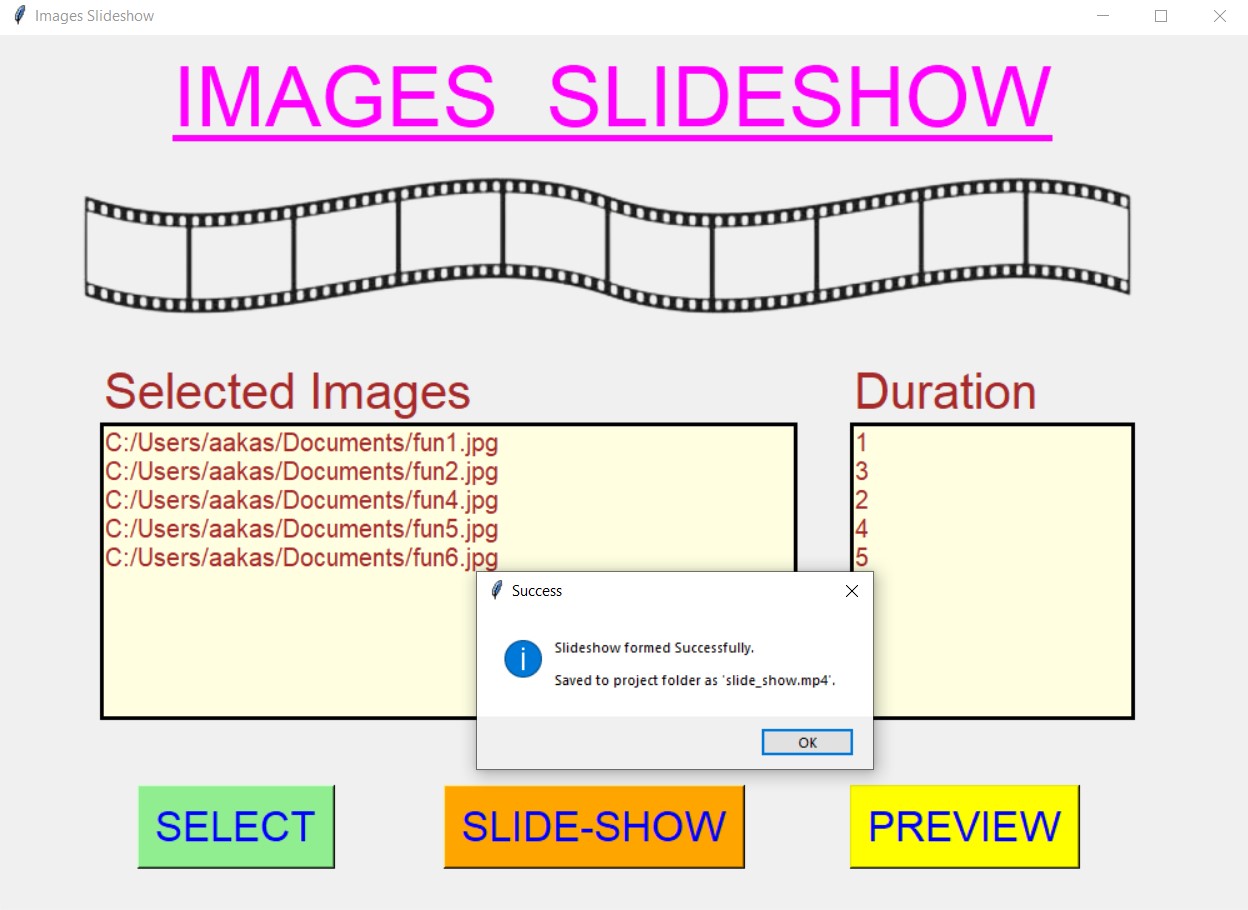 Images Slideshow
IMAGES SLIDESHOW
Selected Images
Duration
C:/Users/aakas/Documents/fun1.jpg
C:/Users/aakas/Documents/fun2.jpg
C:/Users/aakas/Documents/fun4.jpg
C:/Users/aakas/Documents/fun5.jpg
C:/Users/aakas/Documents/fun6.jpg
1
3
2
4
5
Success
Slideshow formed Successfully.
Saved to project folder as 'slide_show.mp4'.
OK
SELECT
SLIDE-SHOW
PREVIEW